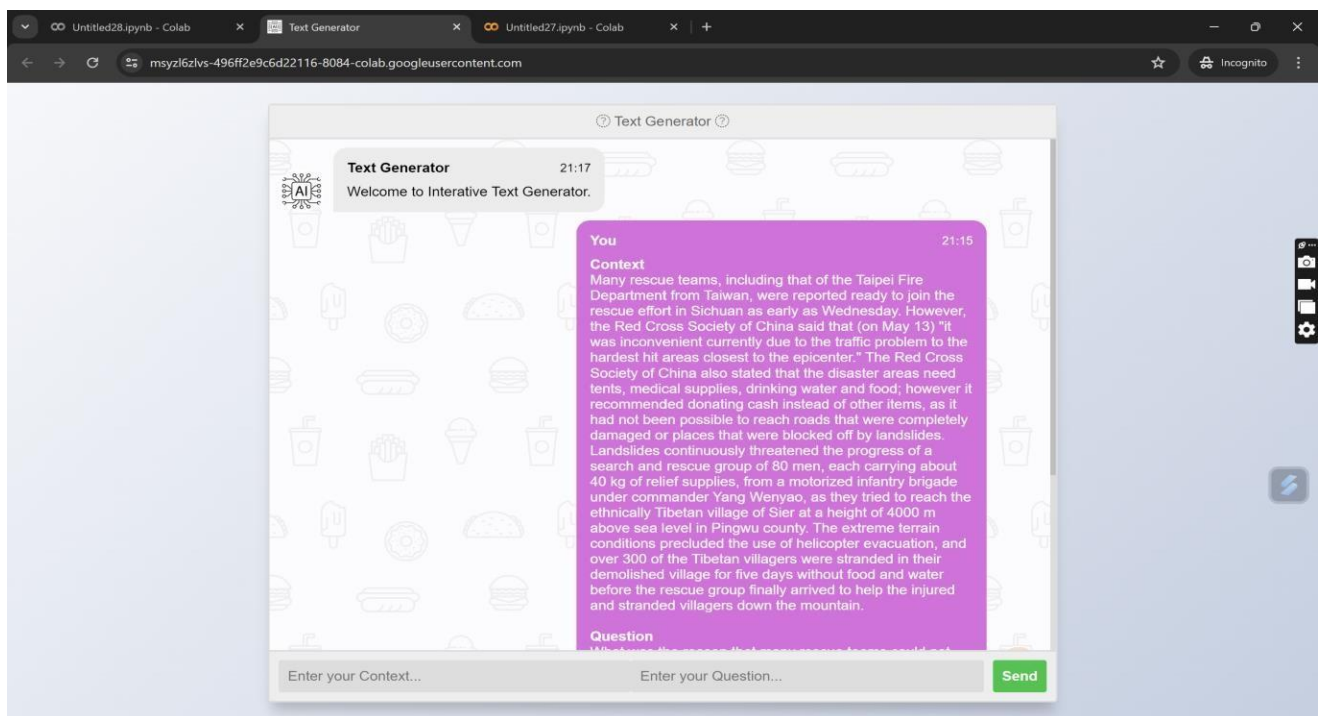 Untitled28.ipynb - Colab
Text Generator
Untitled27.ipynb - Colab
msyzl6zlvs-496ff2e9c6d22116-8084-colab.googleusercontent.com
Incognito
Text Generator
Text Generator 21:17
AI
Welcome to Interative Text Generator.
You 21:15
Context
Many rescue teams, including that of the Taipei Fire
Department from Taiwan, were reported ready to join the
rescue effort in Sichuan as early as Wednesday. However,
the Red Cross Society of China said that (on May 13) "it
was inconvenient currently due to the traffic problem to the
hardest hit areas closest to the epicenter." The Red Cross
Society of China also stated that the disaster areas need
tents, medical supplies, drinking water and food; however it
recommended donating cash instead of other items, as it
had not been possible to reach roads that were completely
damaged or places that were blocked off by landslides.
Landslides continuously threatened the progress of a
search and rescue group of 80 men, each carrying about
40 kg of relief supplies, from a motorized infantry brigade
under commander Yang Wenyao, as they tried to reach the
ethnically Tibetan village of Sier at a height of 4000 m
above sea level in Pingwu county. The extreme terrain
conditions precluded the use of helicopter evacuation, and
over 300 of the Tibetan villagers were stranded in their
demolished village for five days without food and water
before the rescue group finally arrived to help the injured
and stranded villagers down the mountain.
Question
What was the reason that many rescue teams could not
Enter your Context... Enter your Question... Send